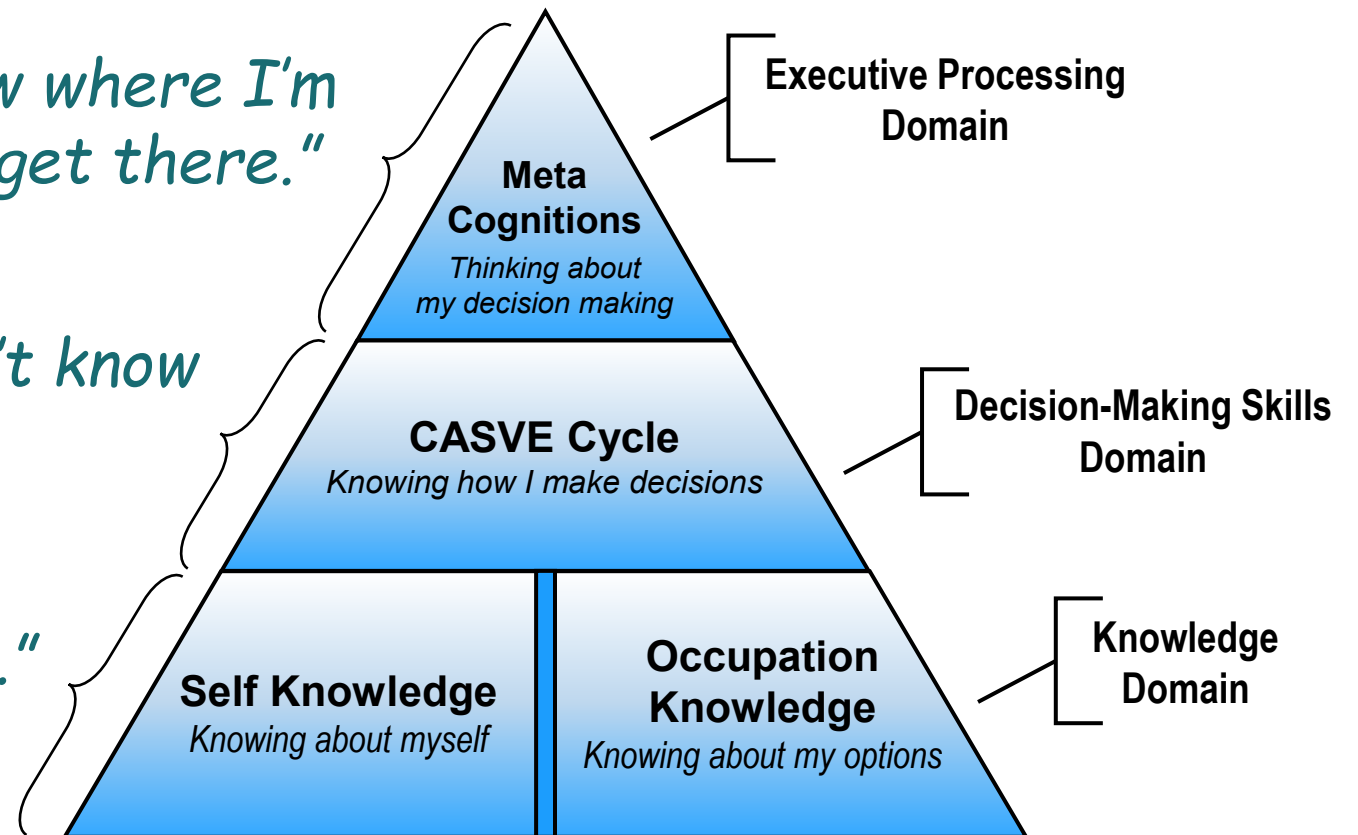 where I'm
get there."
Executive Processing
Domain
Meta
Cognitions
Thinking about
my decision making
know
CASVE Cycle
Knowing how I make decisions
Decision-Making Skills
Domain
."
Self Knowledge
Knowing about myself
Occupation
Knowledge
Knowing about my options
Knowledge
Domain